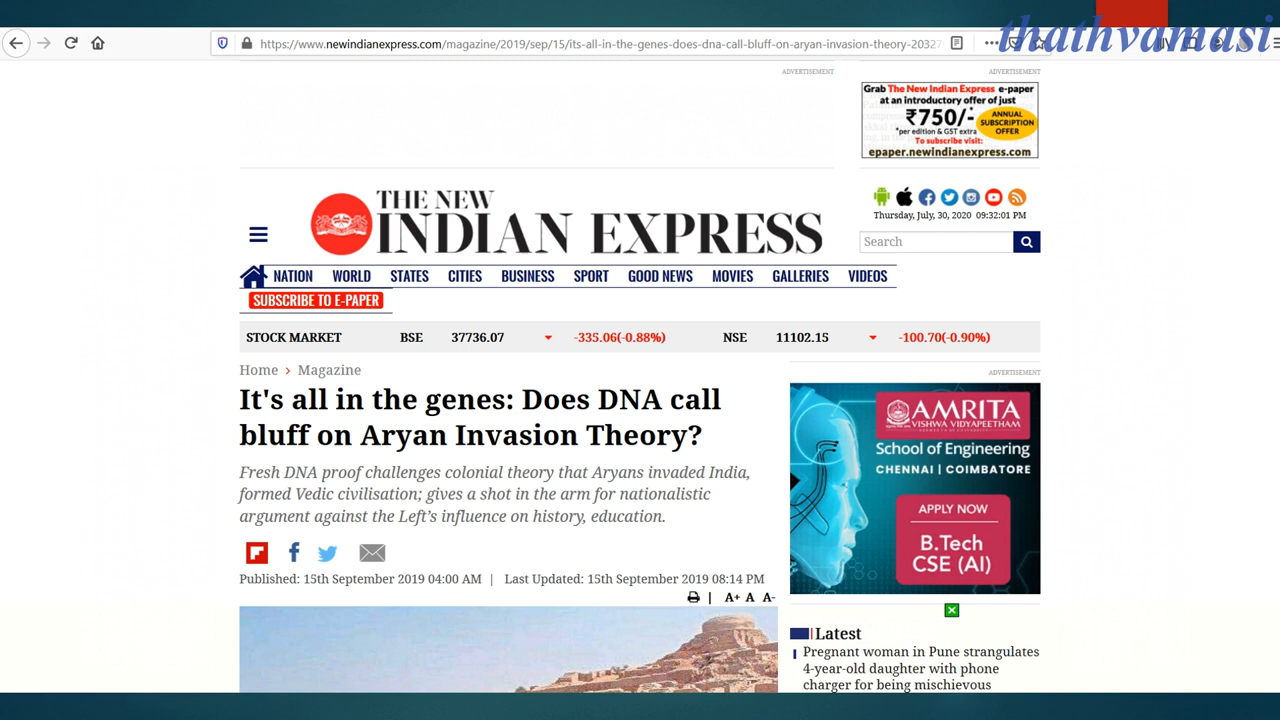 thathvamasi
https://www.newindianexpress.com/magazine/2019/sep/15/its-all-in-the-genes-does-dna-call-bluff-on-aryan-invasion-theory-20327
ADVERTISEMENT
ADVERTISEMENT
Grab The New Indian Express e-paper
at an introductory offer of just
₹750/-
*per edition & GST extra
ANNUAL
SUBSCRIPTION
OFFER
To subscribe visit:
epaper.newindianexpress.com
THE NEW
INDIAN EXPRESS
Thursday, July, 30, 2020 09:32:01 PM
Search
NATION WORLD STATES CITIES BUSINESS SPORT GOOD NEWS MOVIES GALLERIES VIDEOS
SUBSCRIBE TO E-PAPER
STOCK MARKET BSE 37736.07 -335.06(-0.88%) NSE 11102.15 -100.70(-0.90%)
Home › Magazine
ADVERTISEMENT
It's all in the genes: Does DNA call
bluff on Aryan Invasion Theory?
Fresh DNA proof challenges colonial theory that Aryans invaded India,
formed Vedic civilisation; gives a shot in the arm for nationalistic
argument against the Left's influence on history, education.
Published: 15th September 2019 04:00 AM | Last Updated: 15th September 2019 08:14 PM
A+ A A-
AMRITA
VISHWA VIDYAPEETHAM
School of Engineering
CHENNAI | COIMBATORE
APPLY NOW
B.Tech
CSE (AI)
Latest
Pregnant woman in Pune strangulates
4-year-old daughter with phone
charger for being mischievous